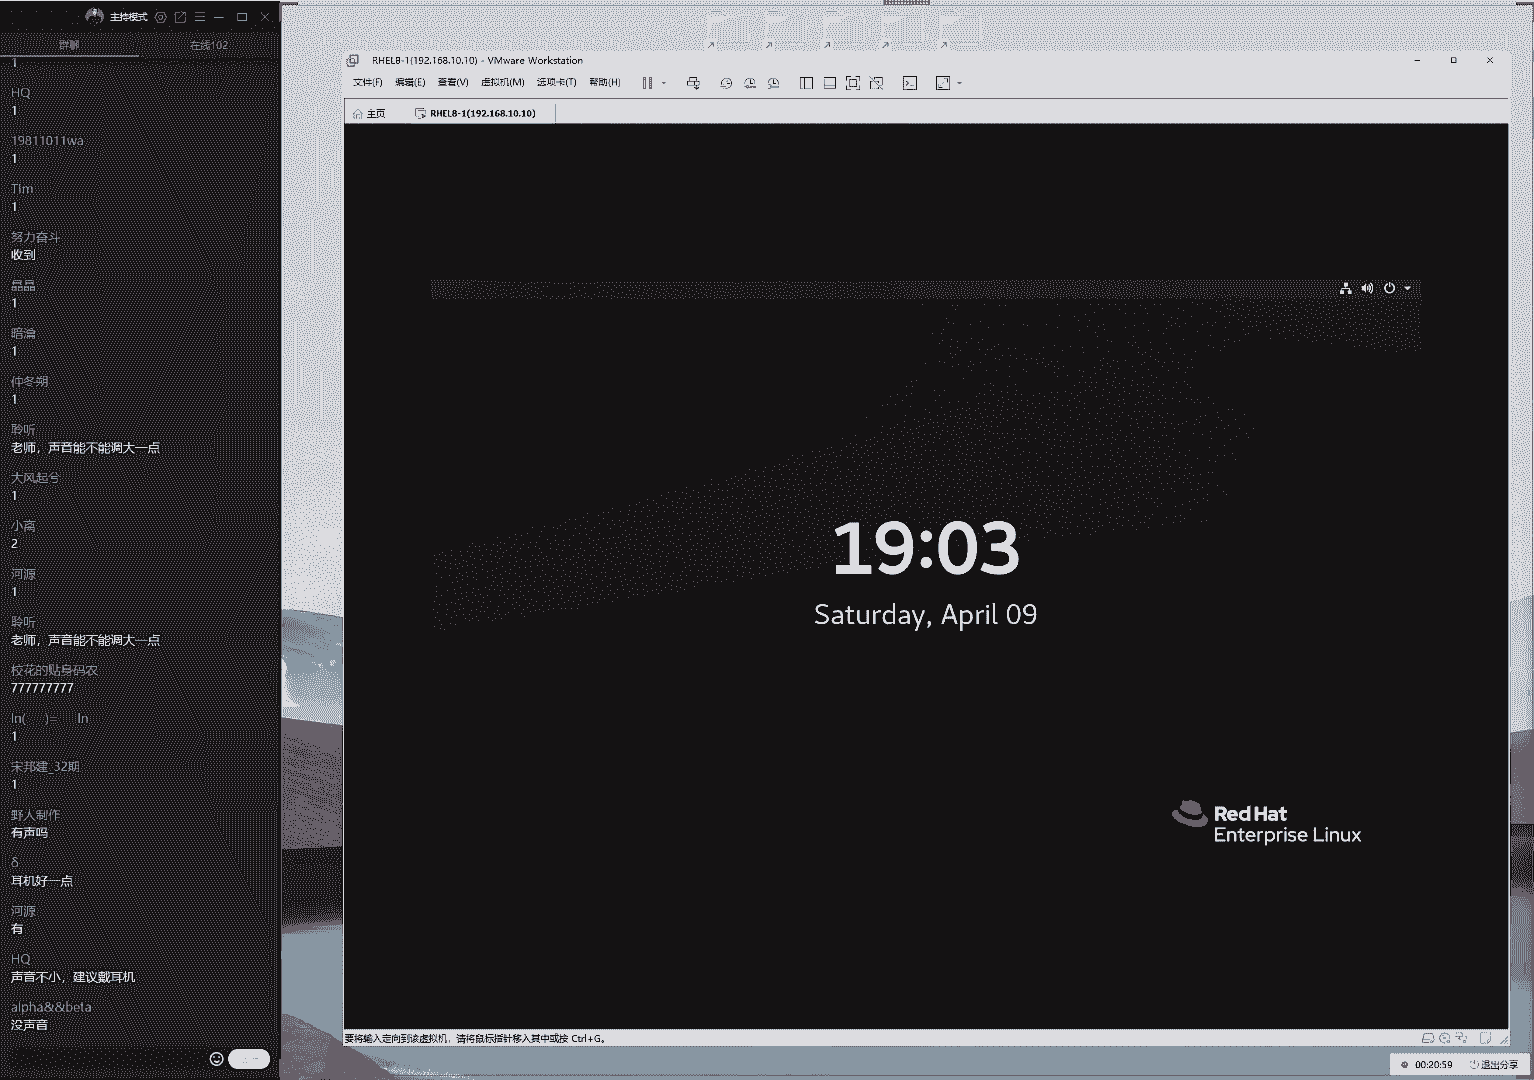 主持模式
群聊
在线102
1
HQ
1
19811011wa
1
Tim
1
努力奋斗
收到
晶晶
1
暗淪
1
仲冬朔
1
聆听
老师，声音能不能调大一点
大风起兮
1
小离
2
河源
1
聆听
老师，声音能不能调大一点
校花的贴身码农
777777777
ln( )= ln
1
宋邦建_32期
1
野人制作
有声吗
δ
耳机好一点
河源
有
HQ
声音不小，建议戴耳机
alpha&&beta
没声音
RHEL8-1(192.168.10.10) - VMware Workstation
文件(F) 编辑(E) 查看(V) 虚拟机(M) 选项卡(T) 帮助(H)
主页
RHEL8-1(192.168.10.10)
19:03
Saturday, April 09
Red Hat
Enterprise Linux
要将输入定向到该虚拟机，请将鼠标指针移入其中或按 Ctrl+G。
00:20:59
退出分享